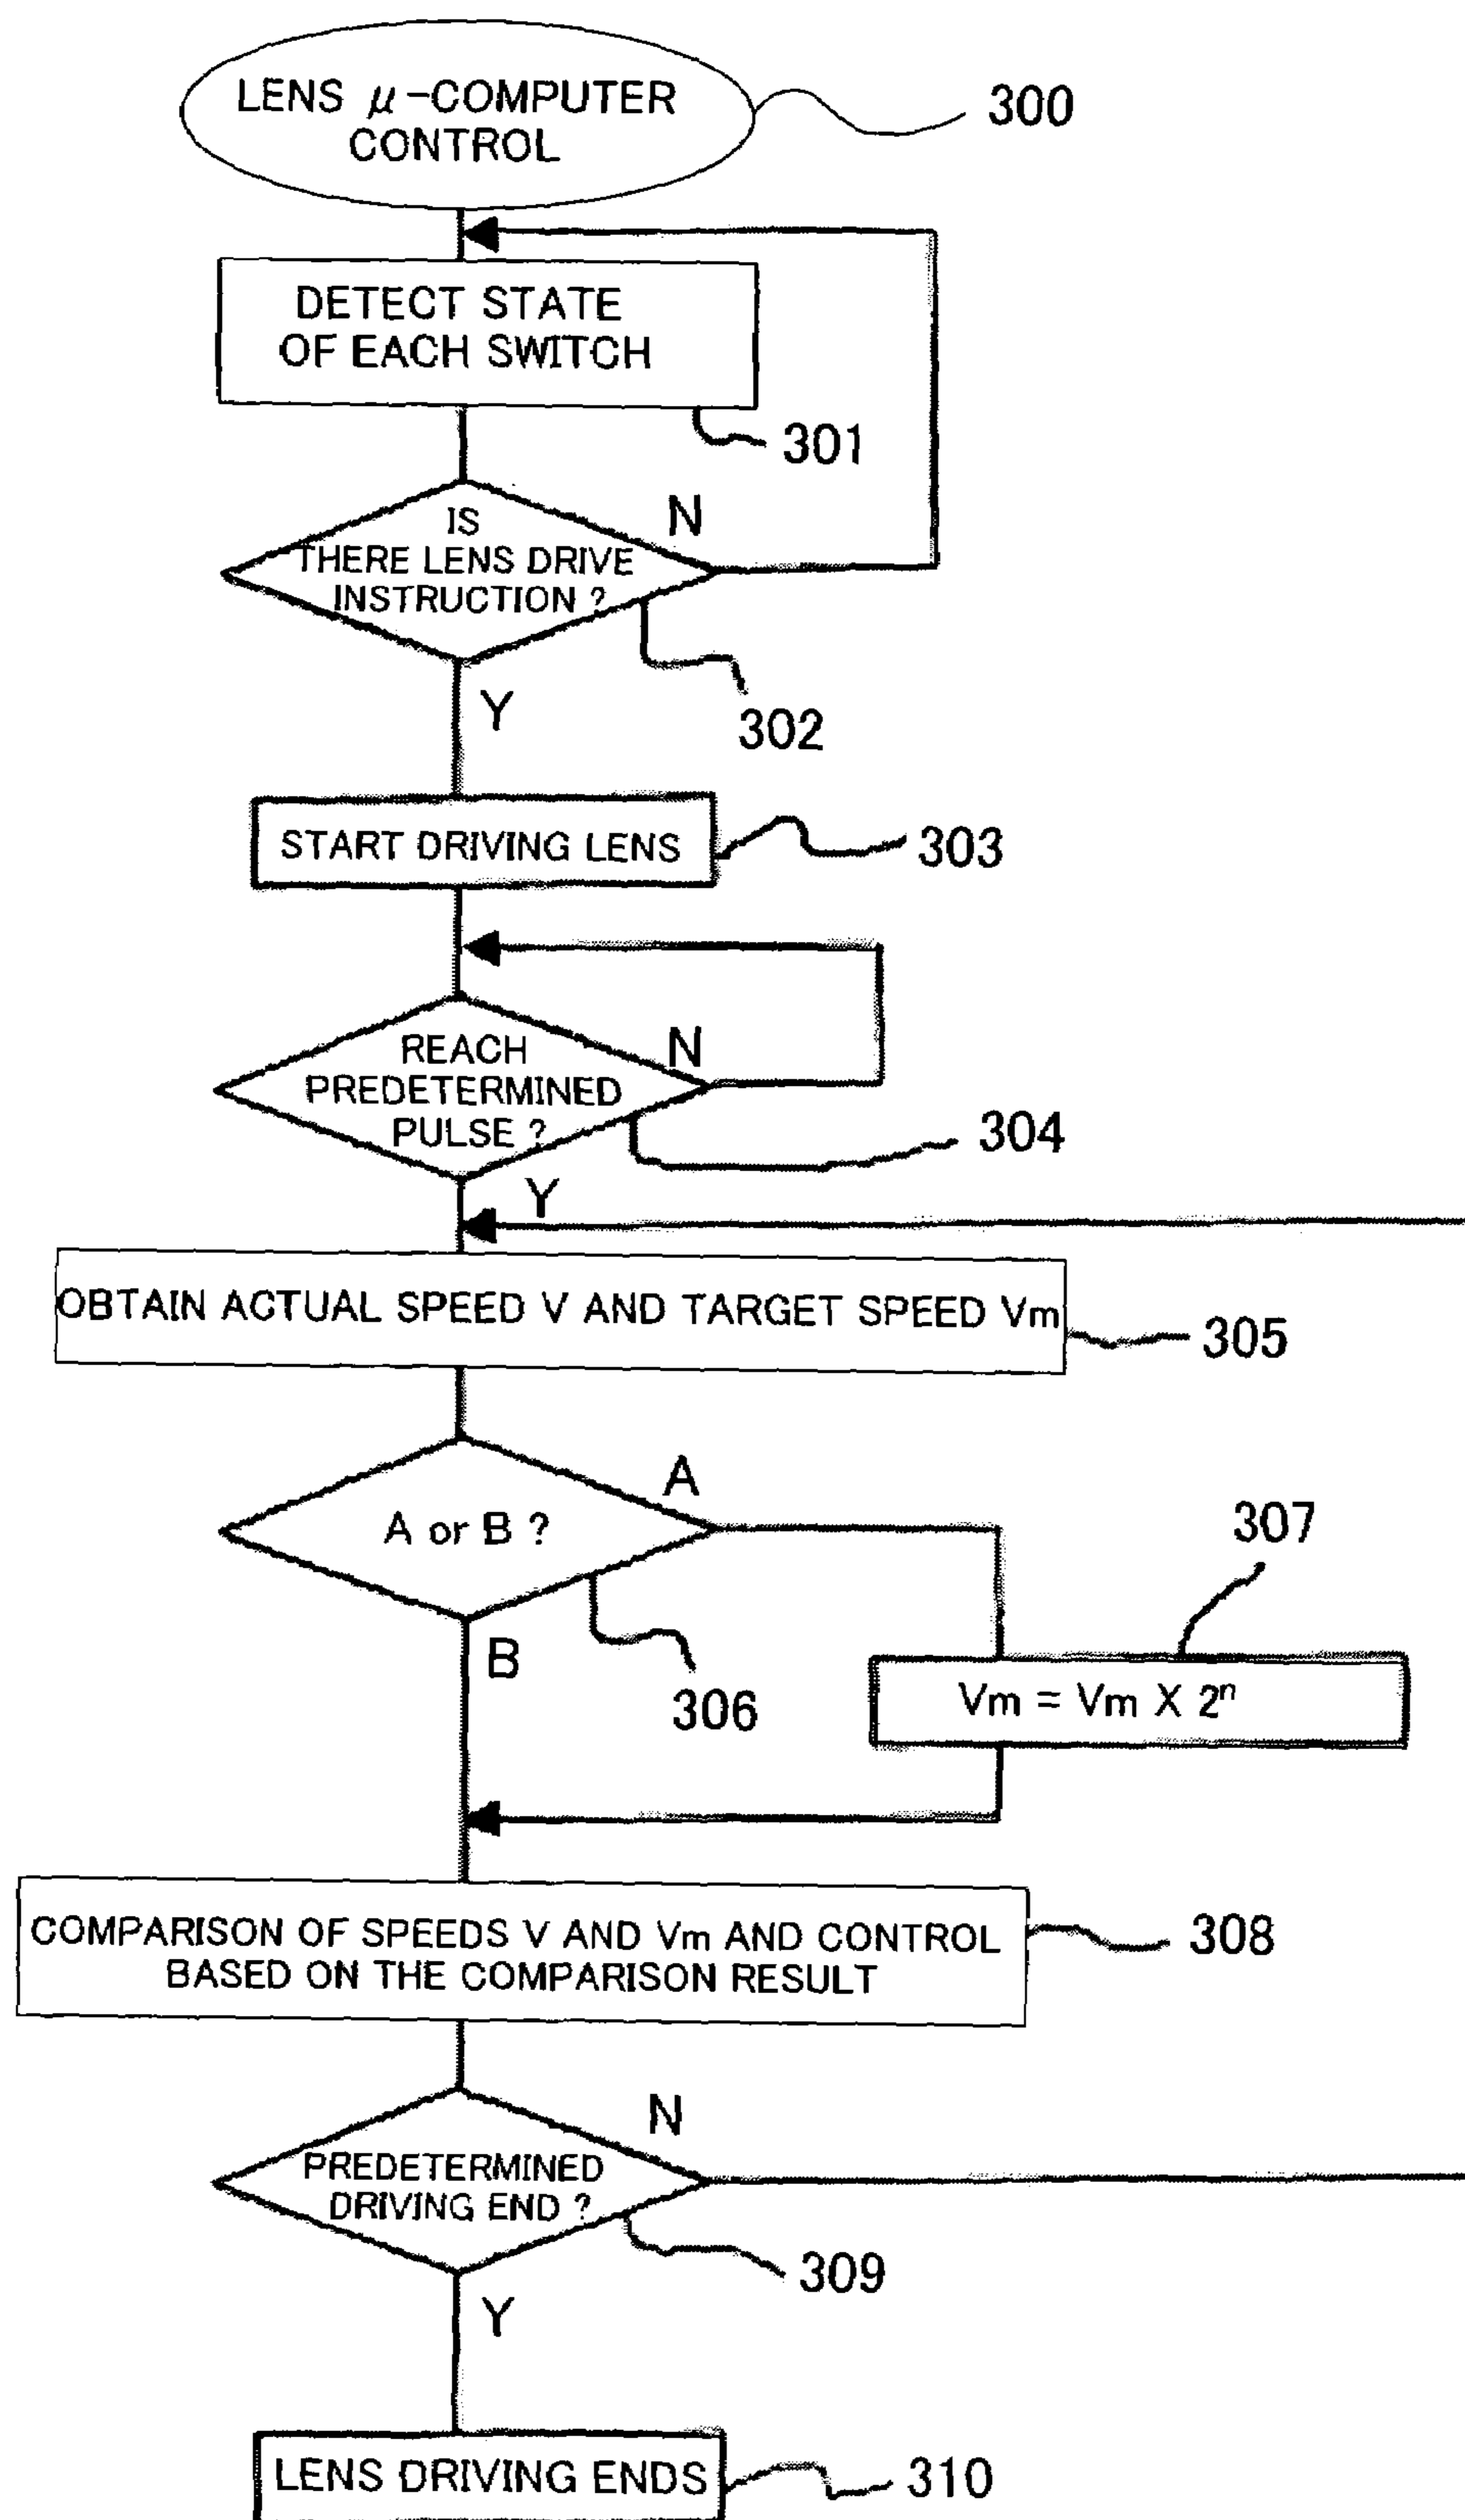 LENS μ-COMPUTER
CONTROL
300
DETECT STATE
OF EACH SWITCH
301
IS
THERE LENS DRIVE
INSTRUCTION ?
N
302
Y
START DRIVING LENS
303
REACH
PREDETERMINED
PULSE ?
N
304
Y
OBTAIN ACTUAL SPEED V AND TARGET SPEED Vm
305
A or B ?
A
307
B
306
Vm = Vm X 2ⁿ
COMPARISON OF SPEEDS V AND Vm AND CONTROL
BASED ON THE COMPARISON RESULT
308
N
PREDETERMINED
DRIVING END ?
309
Y
LENS DRIVING ENDS
310